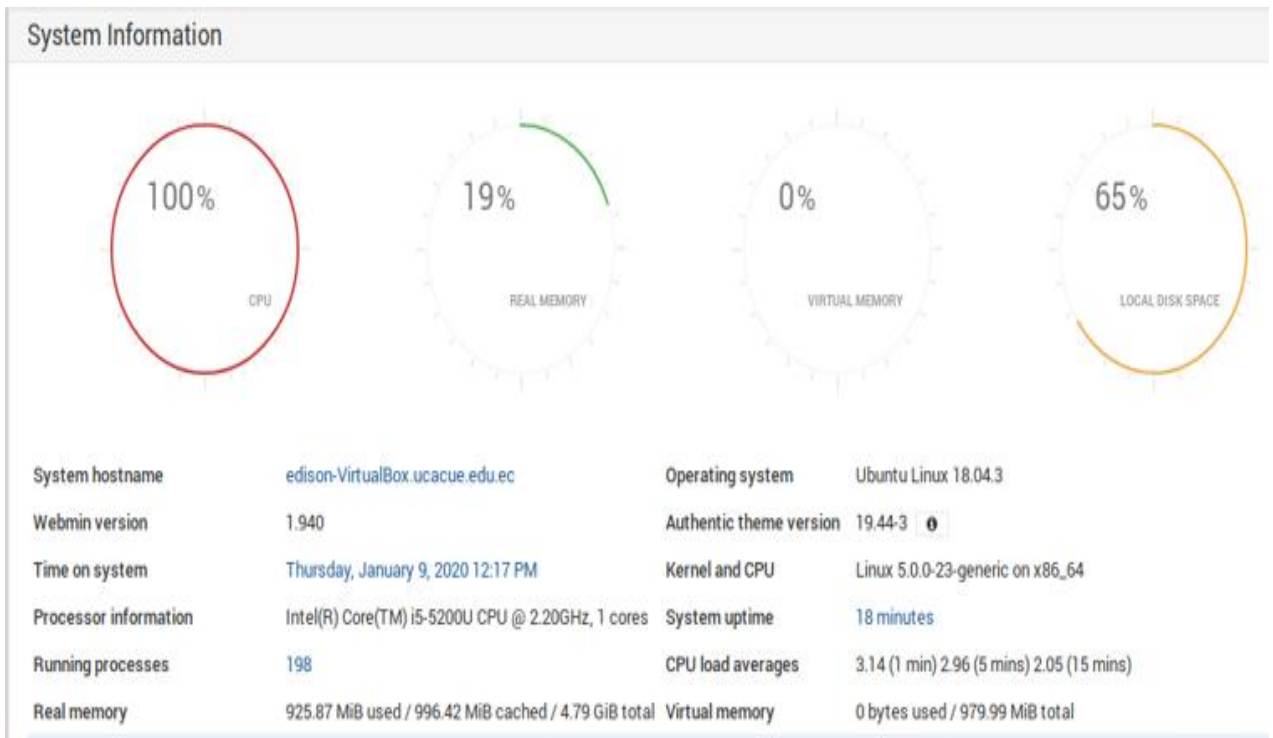 System Information
100%
CPU
19%
REAL MEMORY
0%
VIRTUAL MEMORY
65%
LOCAL DISK SPACE
System hostname edison-VirtualBox.ucacue.edu.ec Operating system Ubuntu Linux 18.04.3
Webmin version 1.940 Authentic theme version 19.44-3
Time on system Thursday, January 9, 2020 12:17 PM Kernel and CPU Linux 5.0.0-23-generic on x86_64
Processor information Intel(R) Core(TM) i5-5200U CPU @ 2.20GHz, 1 cores System uptime 18 minutes
Running processes 198 CPU load averages 3.14 (1 min) 2.96 (5 mins) 2.05 (15 mins)
Real memory 925.87 MiB used / 996.42 MiB cached / 4.79 GiB total Virtual memory 0 bytes used / 979.99 MiB total